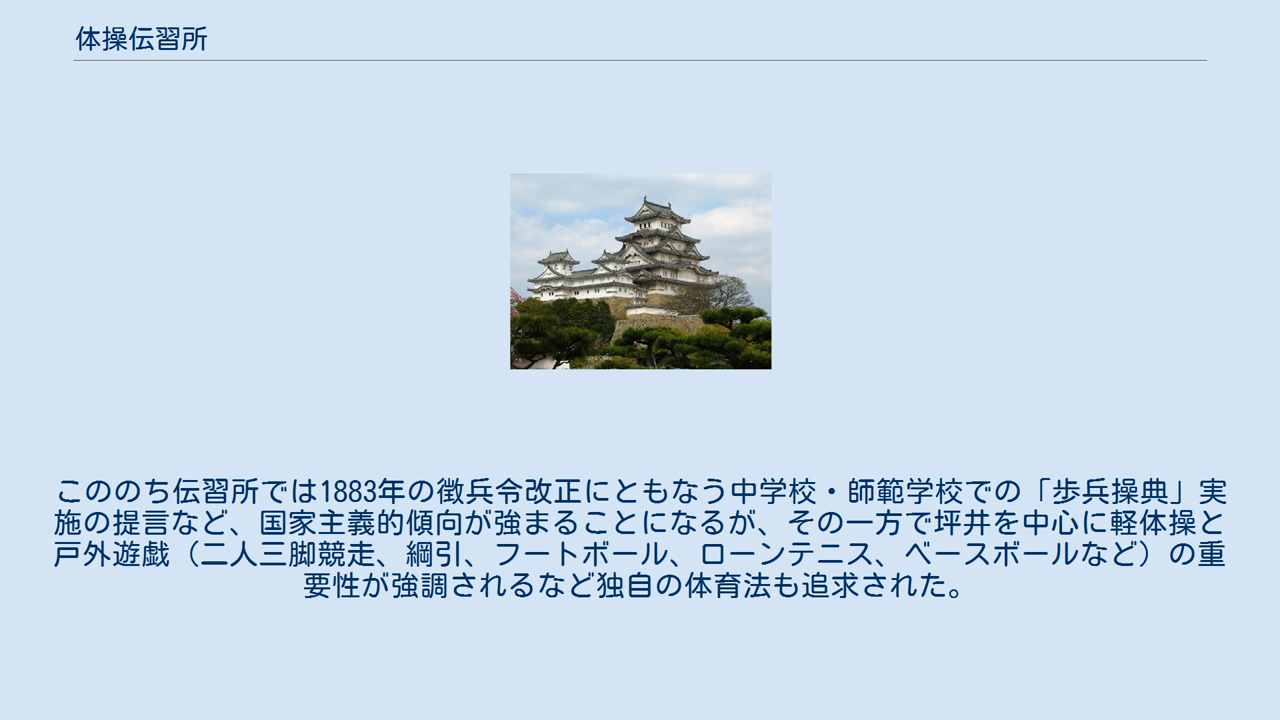 体操伝習所
こののち伝習所では1883年の徴兵令改正にともなう中学校・師範学校での「歩兵操典」実
施の提言など、国家主義的傾向が強まることになるが、その一方で坪井を中心に軽体操と
戸外遊戯（二人三脚競走、綱引、フートボール、ローンテニス、ベースボールなど）の重
要性が強調されるなど独自の体育法も追求された。